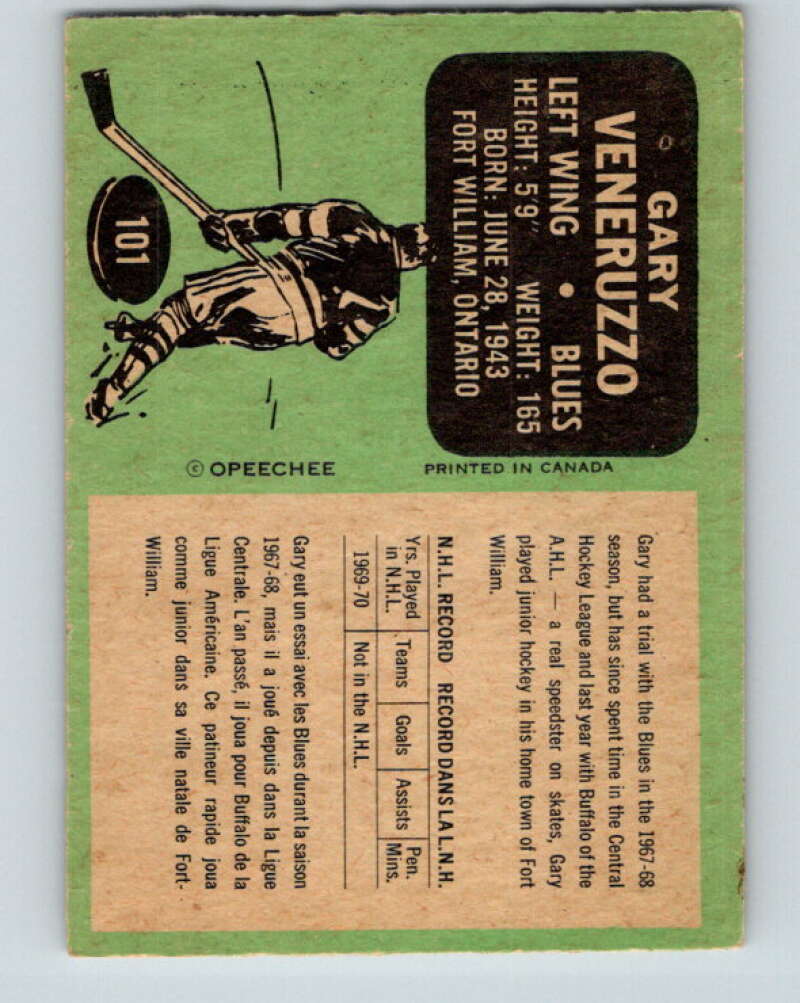 GARY
VENERUZZO
LEFT WING • BLUES
HEIGHT: 5'9" WEIGHT: 165
BORN: JUNE 28, 1943
FORT WILLIAM, ONTARIO
101
© OPEECHEE
PRINTED IN CANADA
Gary had a trial with the Blues in the 1967-68
season, but has since spent time in the Central
Hockey League and last year with Buffalo of the
A.H.L. — a real speedster on skates, Gary
played junior hockey in his home town of Fort
William.
N.H.L. RECORD RECORD DANS LA L.N.H.
Yrs. Played in N.H.L. Teams Goals Assists Pen. Mins.
1969-70 Not in the N.H.L.
Gary eut un essai avec les Blues durant la saison
1967-68, mais il a joué depuis dans la Ligue
Centrale. L'an passé, il joua pour Buffalo de la
Ligue Américaine. Ce patineur rapide joua
comme junior dans sa ville natale de Fort-
William.